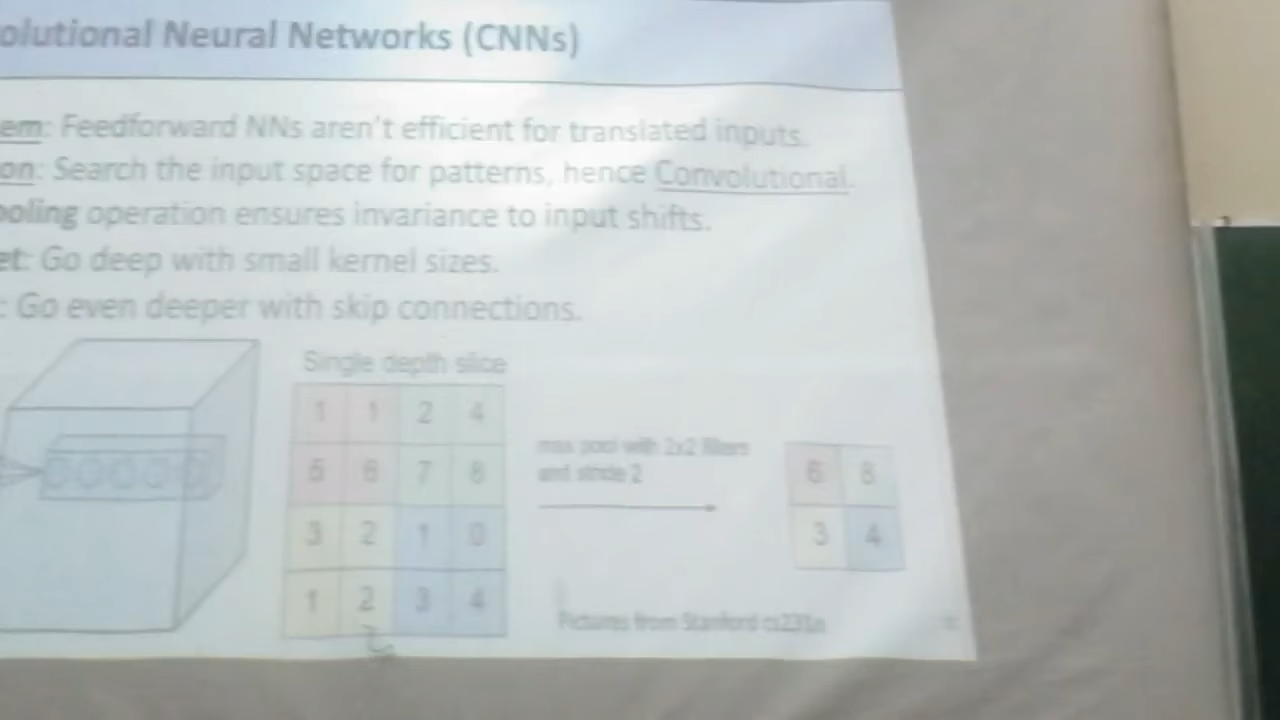 olutional Neural Networks (CNNs)
em: Feedforward NNs aren't efficient for translated inputs.
on: Search the input space for patterns, hence Convolutional.
ooling operation ensures invariance to input shifts.
et: Go deep with small kernel sizes.
: Go even deeper with skip connections.
Single depth slice
1 1 2 4
5 6 7 8
3 2 1 0
1 2 3 4
max pool with 2x2 filters
and stride 2
6 8
3 4
Pictures from Stanford cs231n